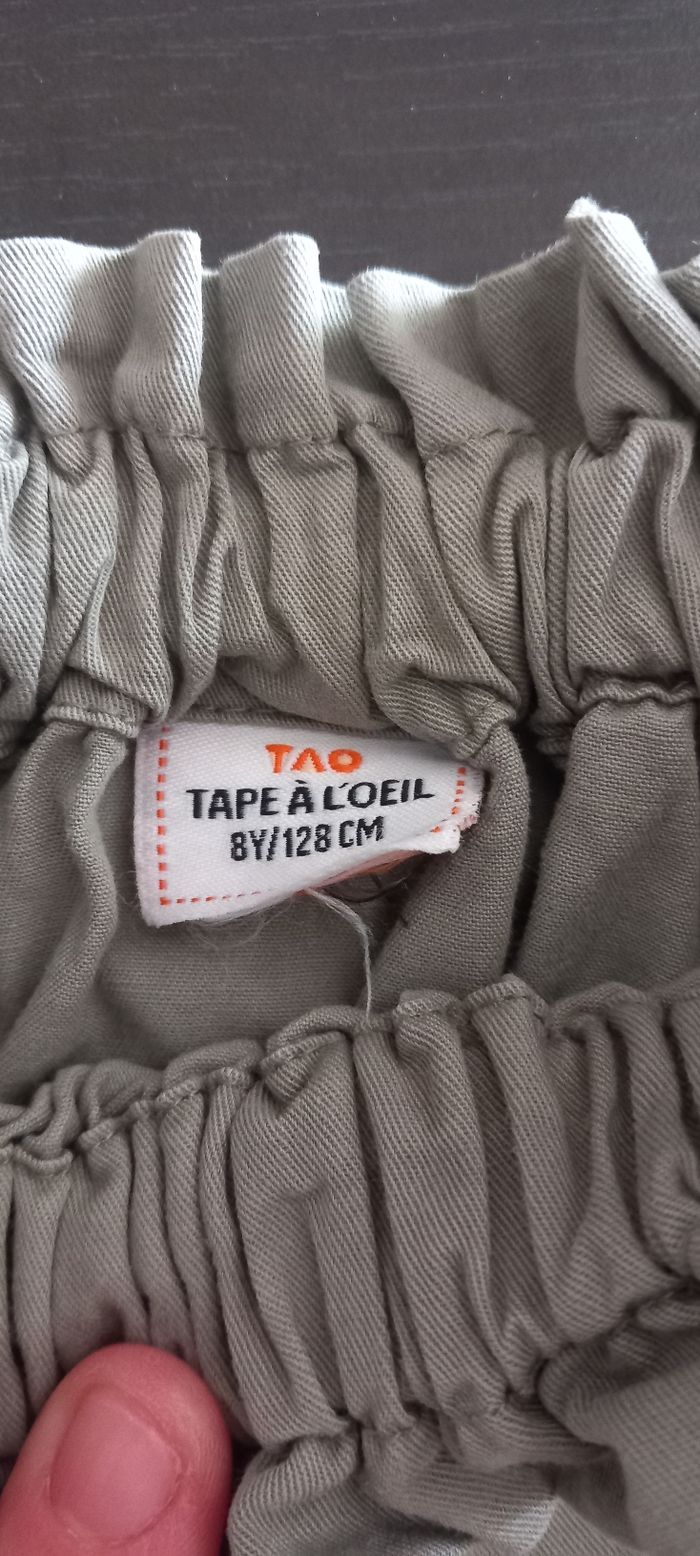 TAO
TAPE À L'OEIL
8Y/128 CM